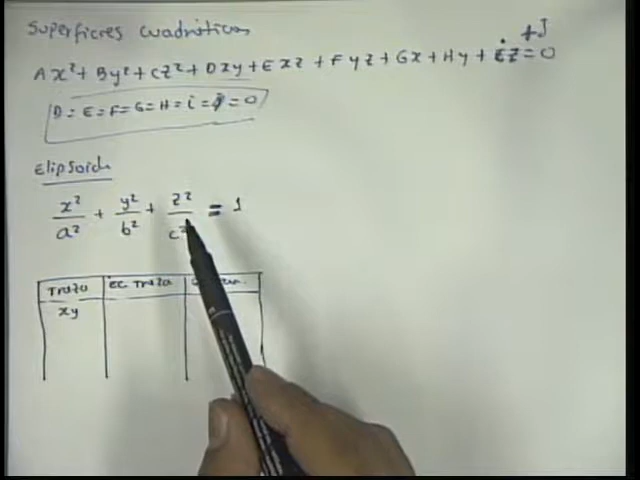 Superficies cuadráticas
+J
Ax² + By² + Cz² + Dxy + Exz + Fyz + Gx + Hy + iz = 0
D = E = F = G = H = i = J = 0
Elipsoide
x²/a² + y²/b² + z²/c² = 1
Traza Ec. Traza
xy